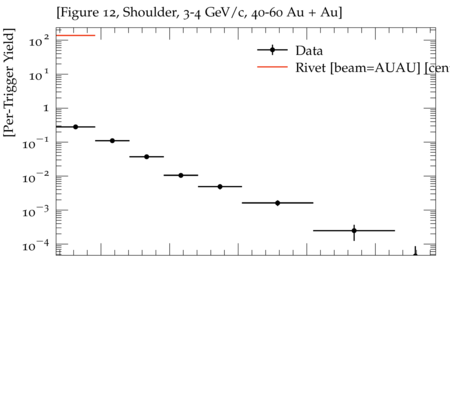 [Figure 12, Shoulder, 3-4 GeV/c, 40-60 Au + Au]
[Per-Trigger Yield]
10²
10¹
1
10⁻¹
10⁻²
10⁻³
10⁻⁴
Data
Rivet [beam=AUAU] [cen